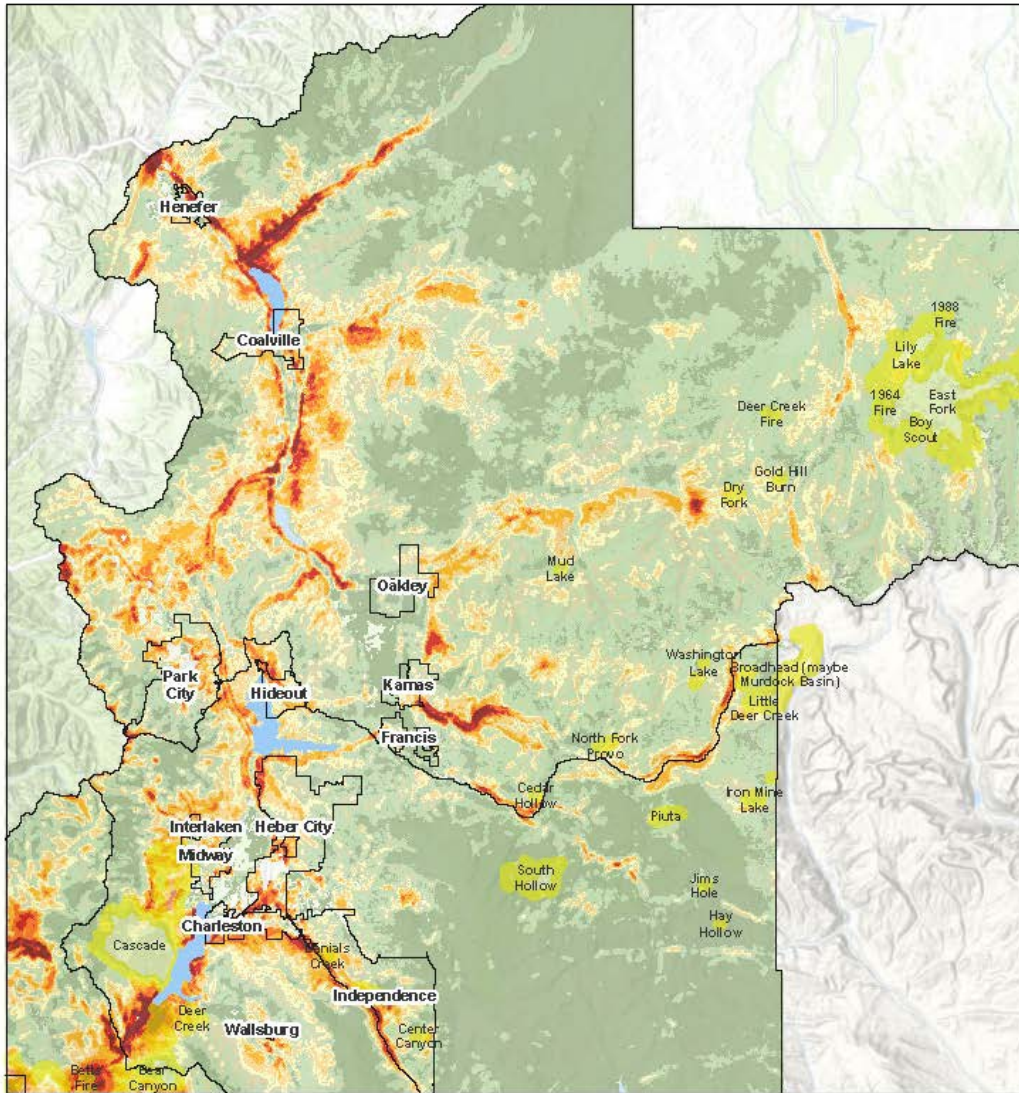 Henefer
1988
Fire
Coalville
Lily
Lake
1964
Fire
East
Fork
Boy
Scout
Deer Creek
Fire
Gold Hill
Burn
Dry
Fork
Mud
Lake
Oakley
Washington
Lake
Broadhead (maybe
Murdock Basin)
Little
Deer Creek
Park
City
Hideout
Kamas
Francis
North Fork
Provo
Cedar
Hollow
Iron Mine
Lake
Piuta
Interlaken
Heber City
Midway
South
Hollow
Jims
Hole
Hay
Hollow
Charleston
Cascade
Creek
Independence
Deer
Creek
Wallsburg
Center
Canyon
Fire
Bear
Canyon